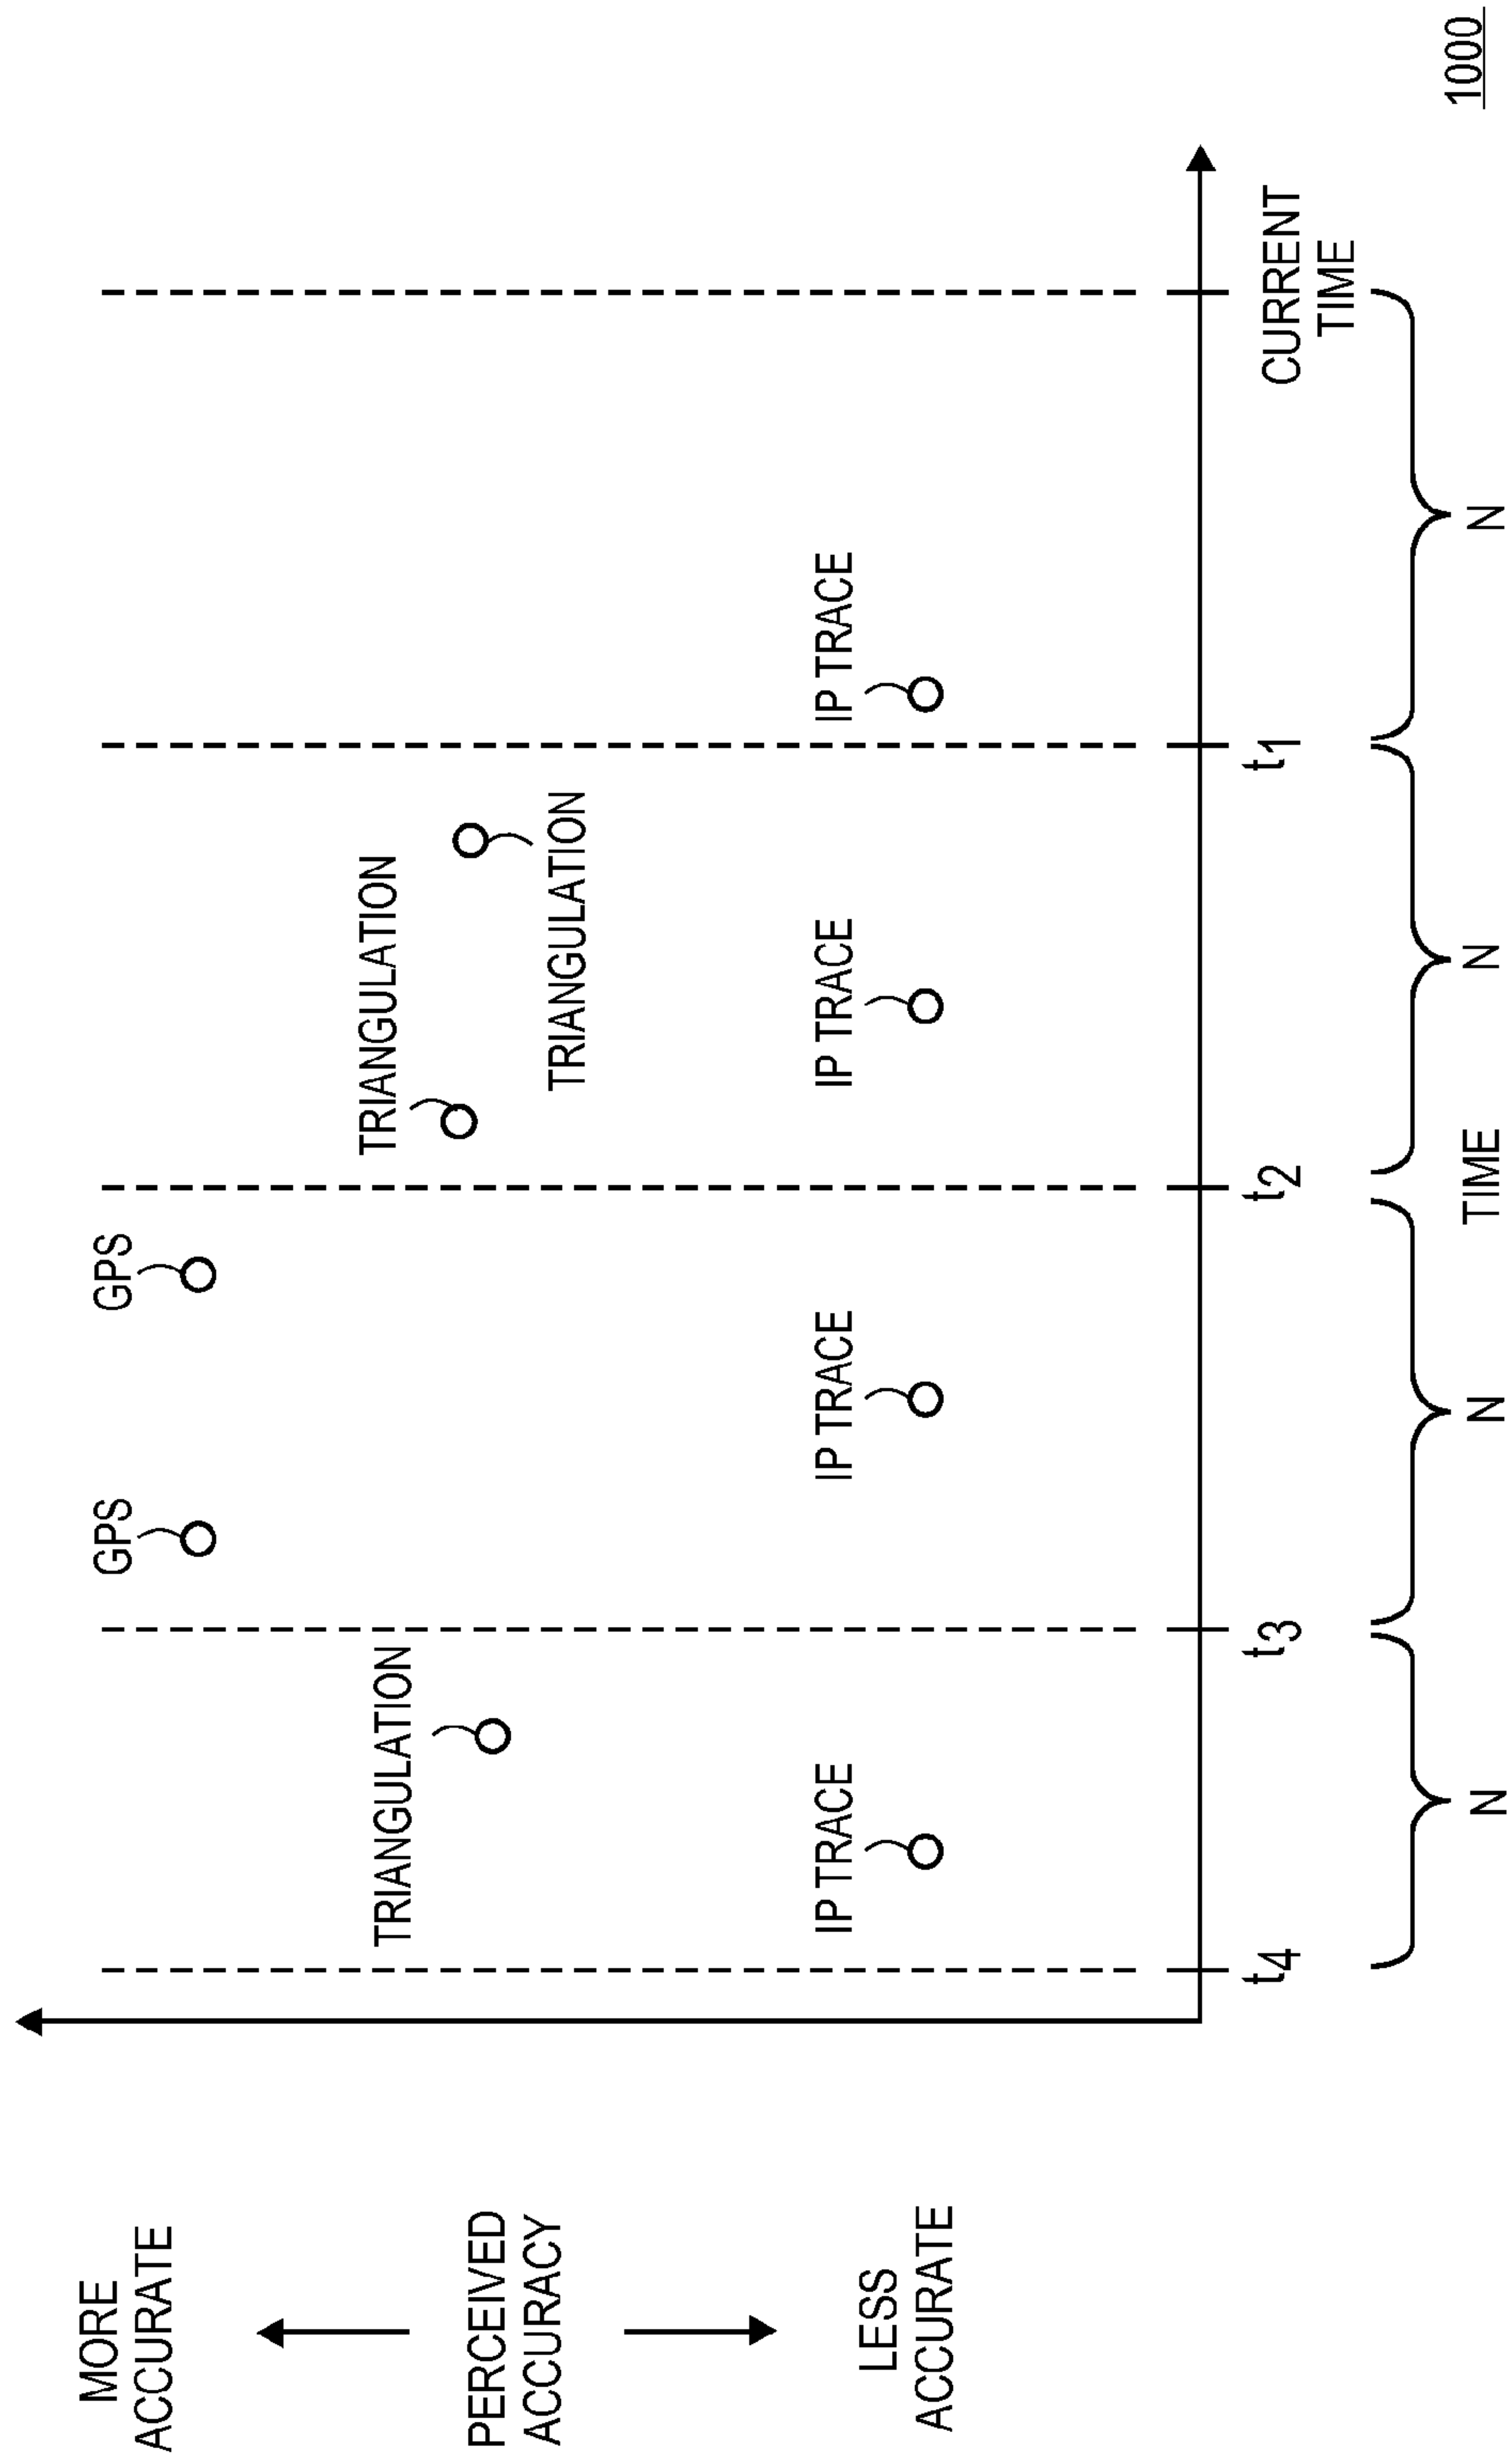 MORE
ACCURATE
PERCEIVED
ACCURACY
LESS
ACCURATE
GPS
GPS
TRIANGULATION
TRIANGULATION
TRIANGULATION
IP TRACE
IP TRACE
IP TRACE
IP TRACE
t4
t3
t2
t1
CURRENT
TIME
N
N
TIME
N
N
1000